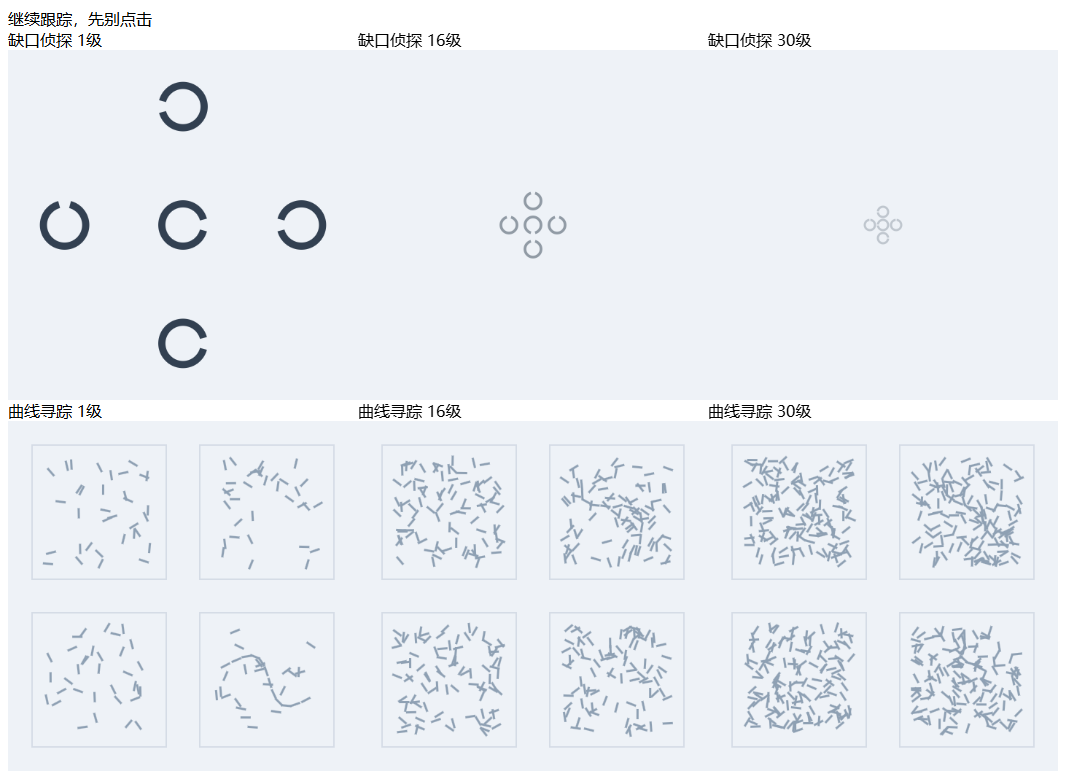 继续跟踪，先别点击
缺口侦探 1级
缺口侦探 16级
缺口侦探 30级
曲线寻踪 1级
曲线寻踪 16级
曲线寻踪 30级